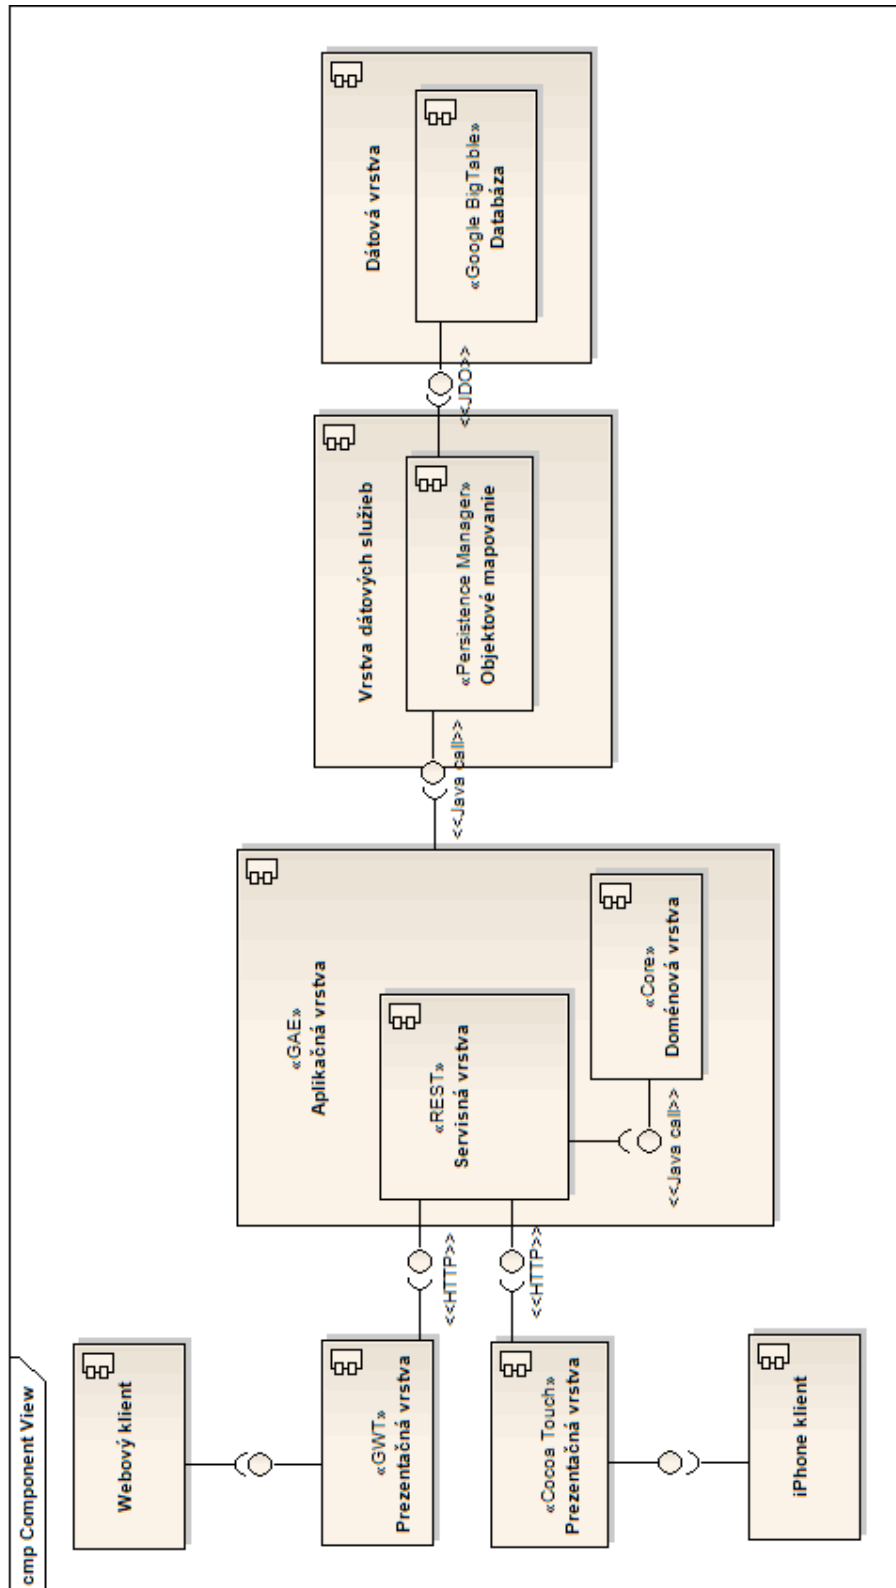 cmp Component View
Webový klient
«GWT»
Prezentačná vrstva
«Cocoa Touch»
Prezentačná vrstva
iPhone klient
<<HTTP>>
<<HTTP>>
«GAE»
Aplikačná vrstva
«REST»
Servisná vrstva
<<Java call>>
«Core»
Doménová vrstva
<<Java call>>
Vrstva dátových služieb
«Persistence Manager»
Objektové mapovanie
<<JDO>>
Dátová vrstva
«Google BigTable»
Databáza